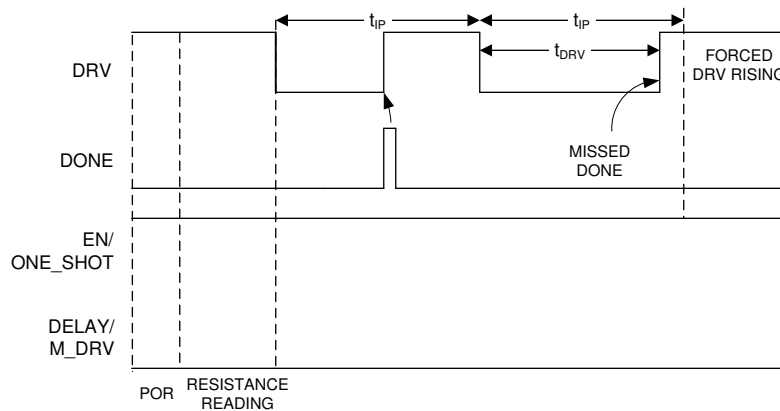 tIP
tIP
DRV
tDRV
FORCED
DRV RISING
DONE
MISSED
DONE
EN/
ONE_SHOT
DELAY/
M_DRV
POR
RESISTANCE
READING